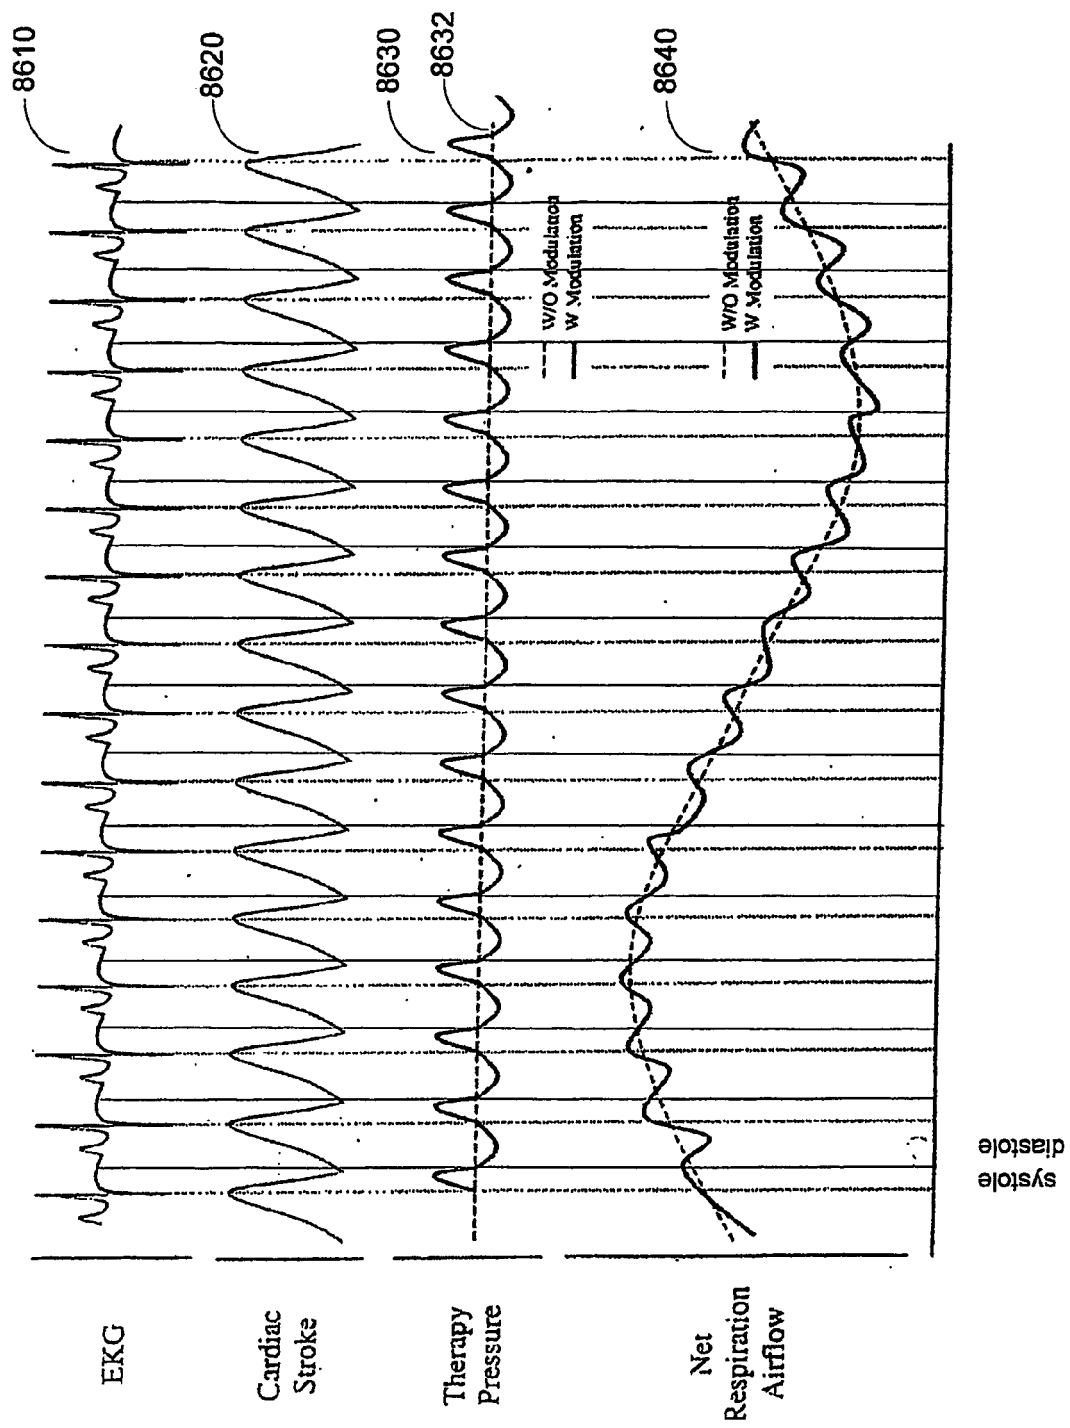 8610
8620
8630
8632
8640
EKG
Cardiac
Stroke
Therapy
Pressure
W/O Modulation
W Modulation
Net
Respiration
Airflow
W/O Modulation
W Modulation
systole
diastole